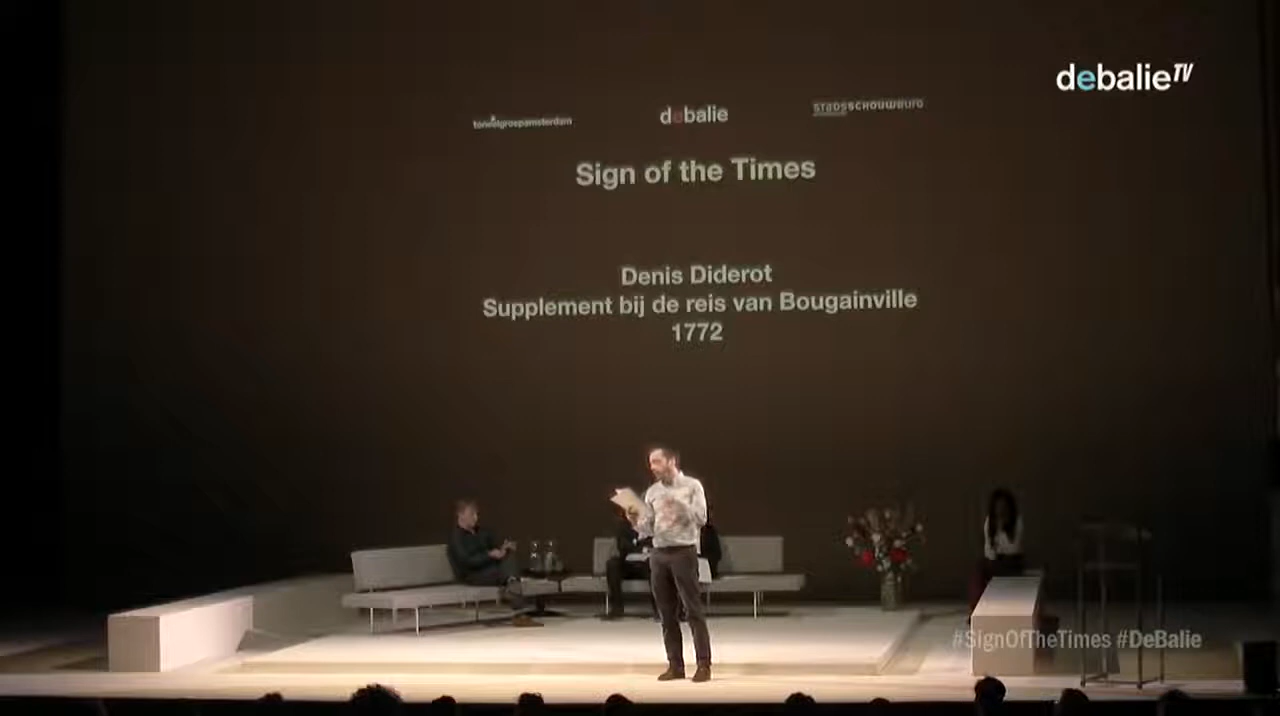 debalieTV
toneelgroepamsterdam
debalie
STADSSCHOUWBURG
Sign of the Times
Denis Diderot
Supplement bij de reis van Bougainville
1772
#SignOfTheTimes #DeBalie